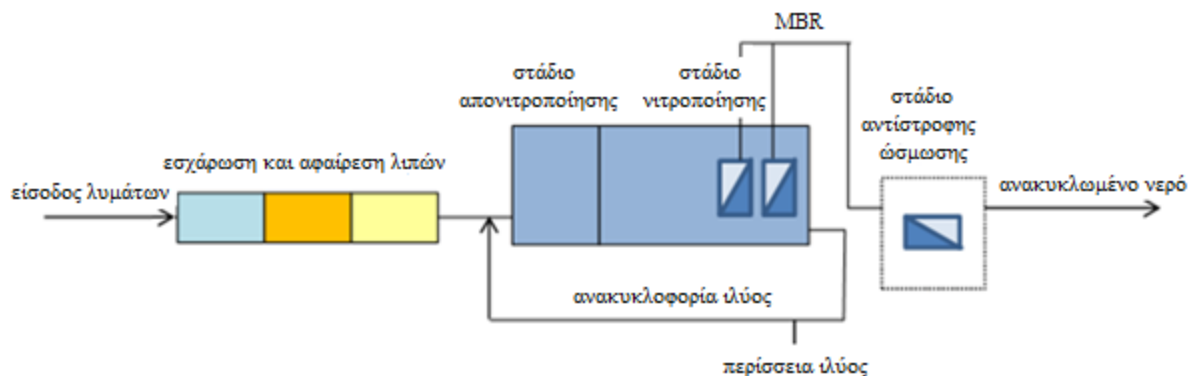 MBR
στάδιο
απονιτροποίησης
στάδιο
νιτροποίησης
στάδιο
αντίστροφης
ώσμωσης
εσχάρωση και αφαίρεση λιπών
είσοδος λυμάτων
ανακυκλωμένο νερό
ανακυκλοφορία ιλύος
περίσσεια ιλύος